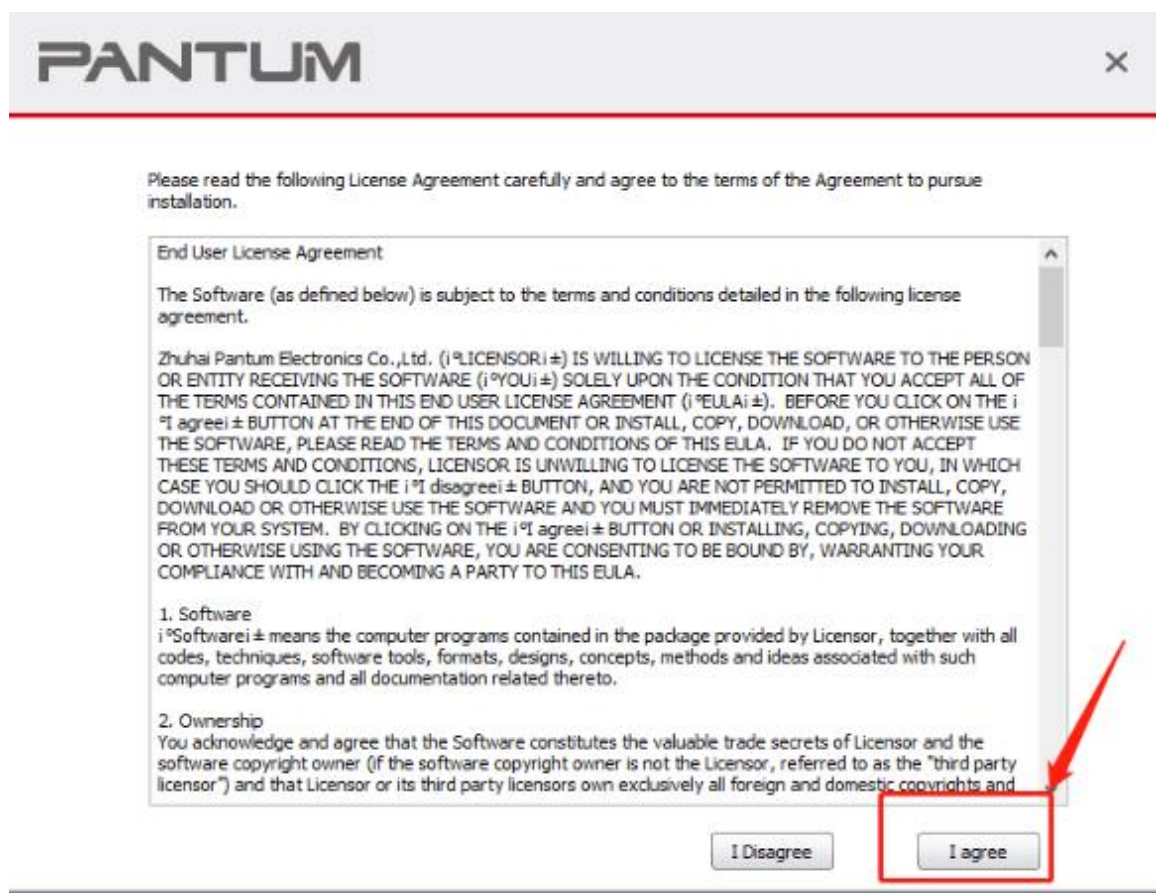 PANTUM
Please read the following License Agreement carefully and agree to the terms of the Agreement to pursue
installation.
End User License Agreement
The Software (as defined below) is subject to the terms and conditions detailed in the following license
agreement.
Zhuhai Pantum Electronics Co.,Ltd. (i°LICENSORi±) IS WILLING TO LICENSE THE SOFTWARE TO THE PERSON
OR ENTITY RECEIVING THE SOFTWARE (i°YOUi±) SOLELY UPON THE CONDITION THAT YOU ACCEPT ALL OF
THE TERMS CONTAINED IN THIS END USER LICENSE AGREEMENT (i°EULAi±). BEFORE YOU CLICK ON THE i
°I agreei± BUTTON AT THE END OF THIS DOCUMENT OR INSTALL, COPY, DOWNLOAD, OR OTHERWISE USE
THE SOFTWARE, PLEASE READ THE TERMS AND CONDITIONS OF THIS EULA. IF YOU DO NOT ACCEPT
THESE TERMS AND CONDITIONS, LICENSOR IS UNWILLING TO LICENSE THE SOFTWARE TO YOU, IN WHICH
CASE YOU SHOULD CLICK THE i°I disagreei± BUTTON, AND YOU ARE NOT PERMITTED TO INSTALL, COPY,
DOWNLOAD OR OTHERWISE USE THE SOFTWARE AND YOU MUST IMMEDIATELY REMOVE THE SOFTWARE
FROM YOUR SYSTEM. BY CLICKING ON THE i°I agreei± BUTTON OR INSTALLING, COPYING, DOWNLOADING
OR OTHERWISE USING THE SOFTWARE, YOU ARE CONSENTING TO BE BOUND BY, WARRANTING YOUR
COMPLIANCE WITH AND BECOMING A PARTY TO THIS EULA.
1. Software
i°Softwarei± means the computer programs contained in the package provided by Licensor, together with all
codes, techniques, software tools, formats, designs, concepts, methods and ideas associated with such
computer programs and all documentation related thereto.
2. Ownership
You acknowledge and agree that the Software constitutes the valuable trade secrets of Licensor and the
software copyright owner (if the software copyright owner is not the Licensor, referred to as the "third party
licensor") and that Licensor or its third party licensors own exclusively all foreign and domestic copyrights and
I Disagree
I agree